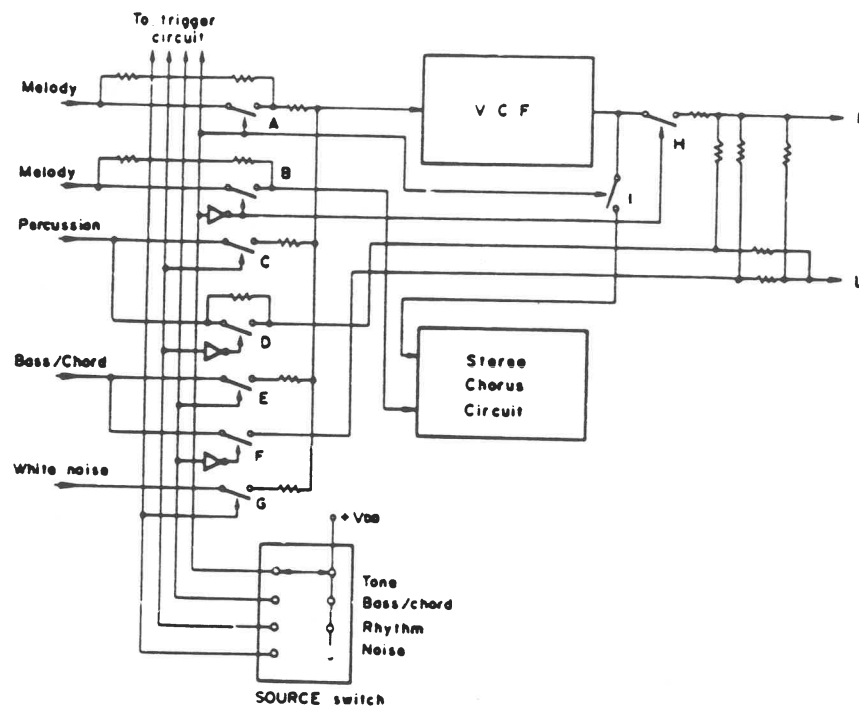 To trigger
circuit
Melody
A
V C F
H
Melody
B
I
Percussion
C
L
D
Bass/Chord
E
Stereo
Chorus
Circuit
F
White noise
G
+ VDD
Tone
Bass/chord
Rhythm
Noise
SOURCE switch